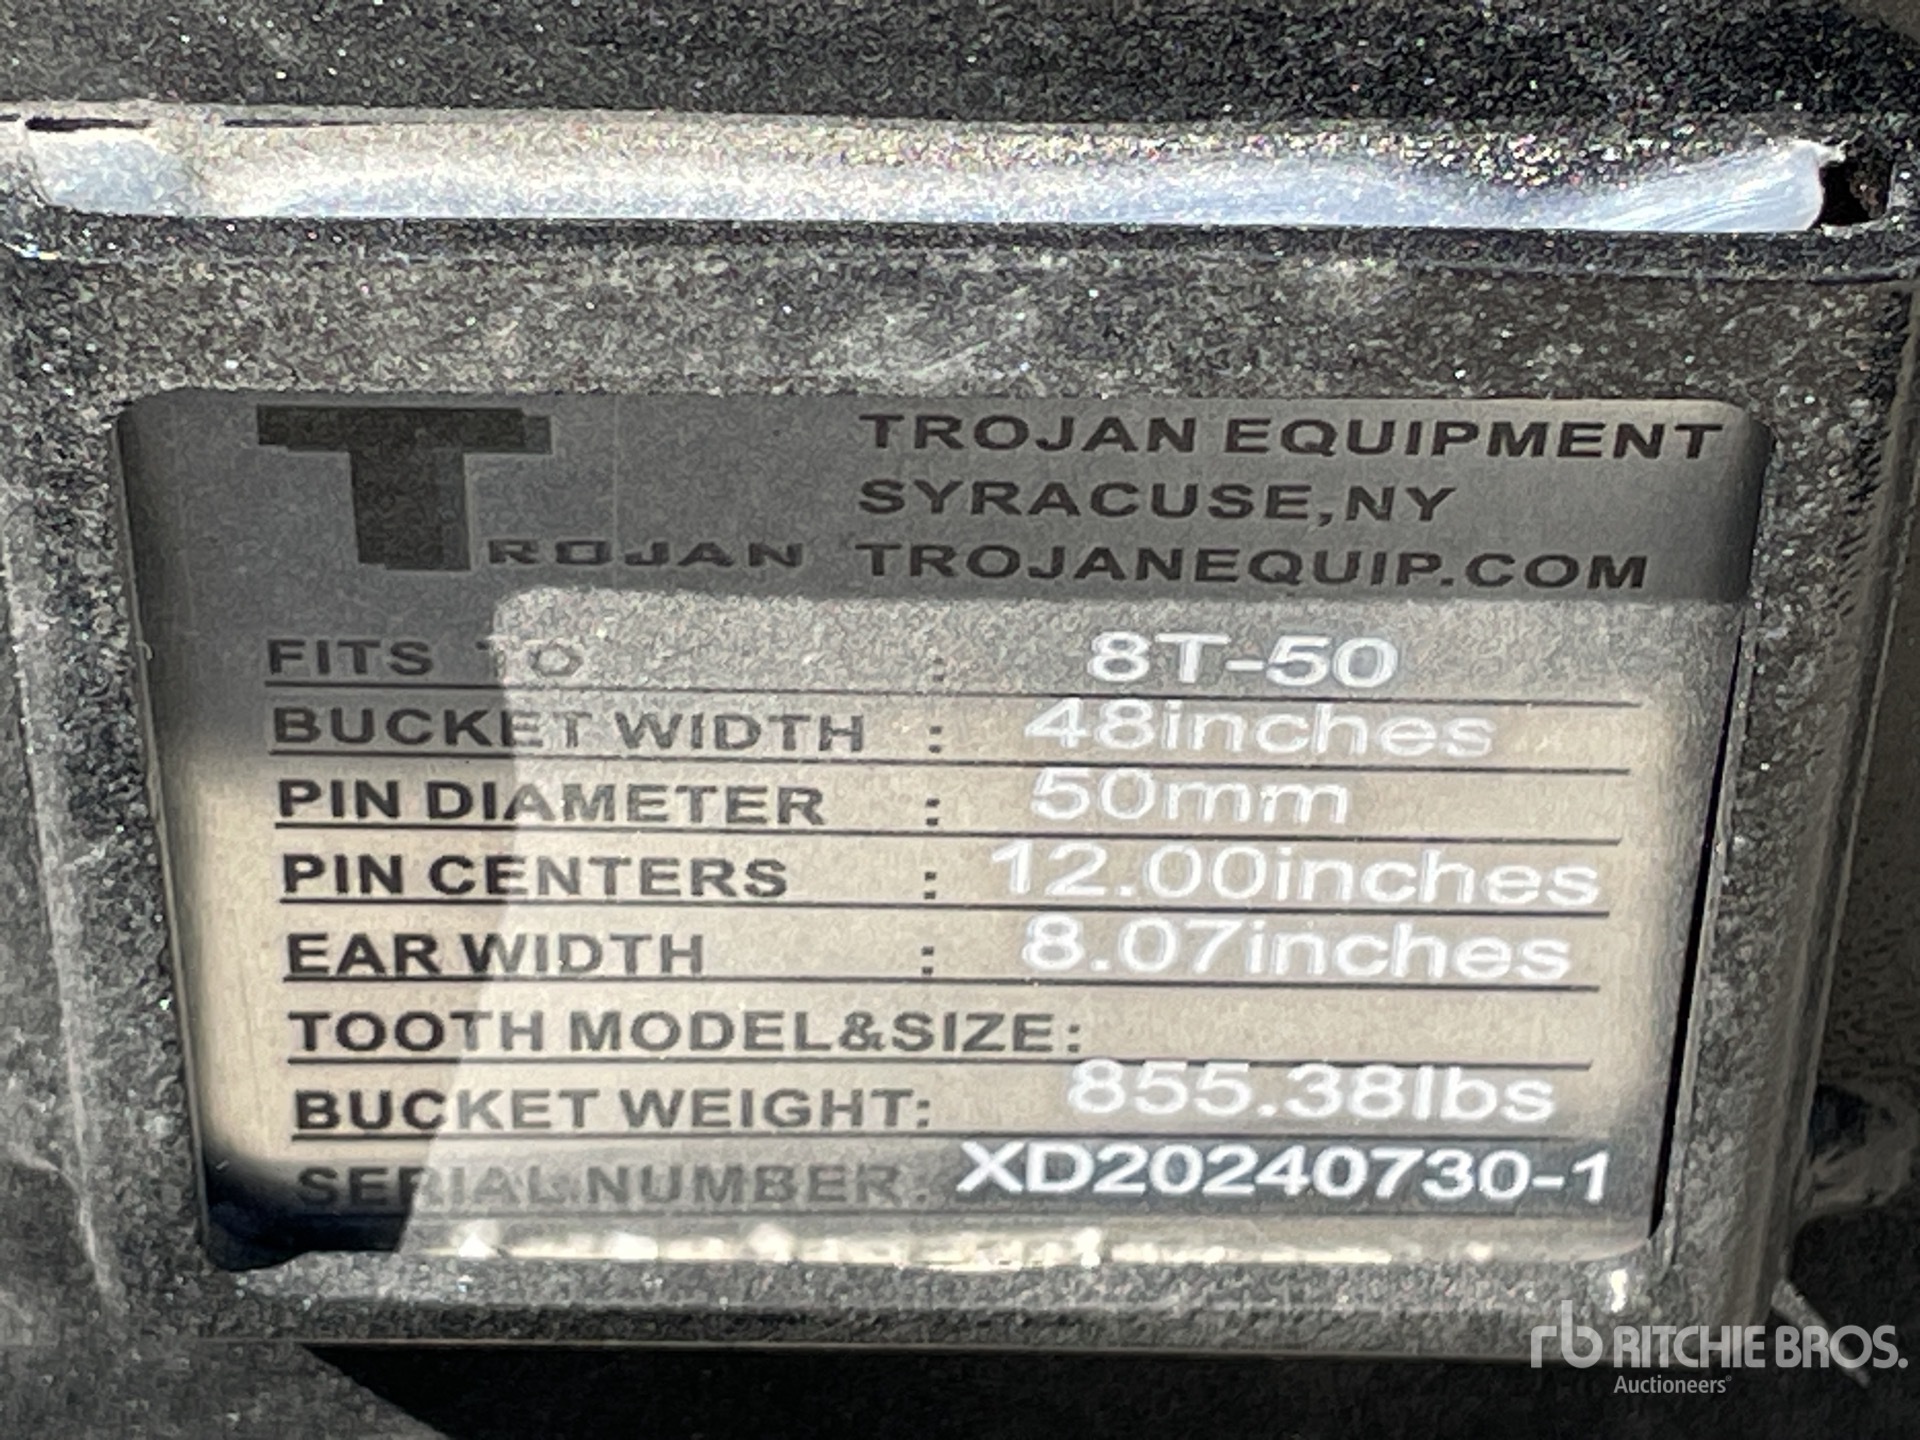 TROJAN
TROJAN EQUIPMENT
SYRACUSE,NY
TROJANEQUIP.COM
FITS TO : 8T-50
BUCKET WIDTH : 48inches
PIN DIAMETER : 50mm
PIN CENTERS : 12.00inches
EAR WIDTH : 8.07inches
TOOTH MODEL&SIZE:
BUCKET WEIGHT: 855.38lbs
SERIAL NUMBER: XD20240730-1
rb RITCHIE BROS.
Auctioneers